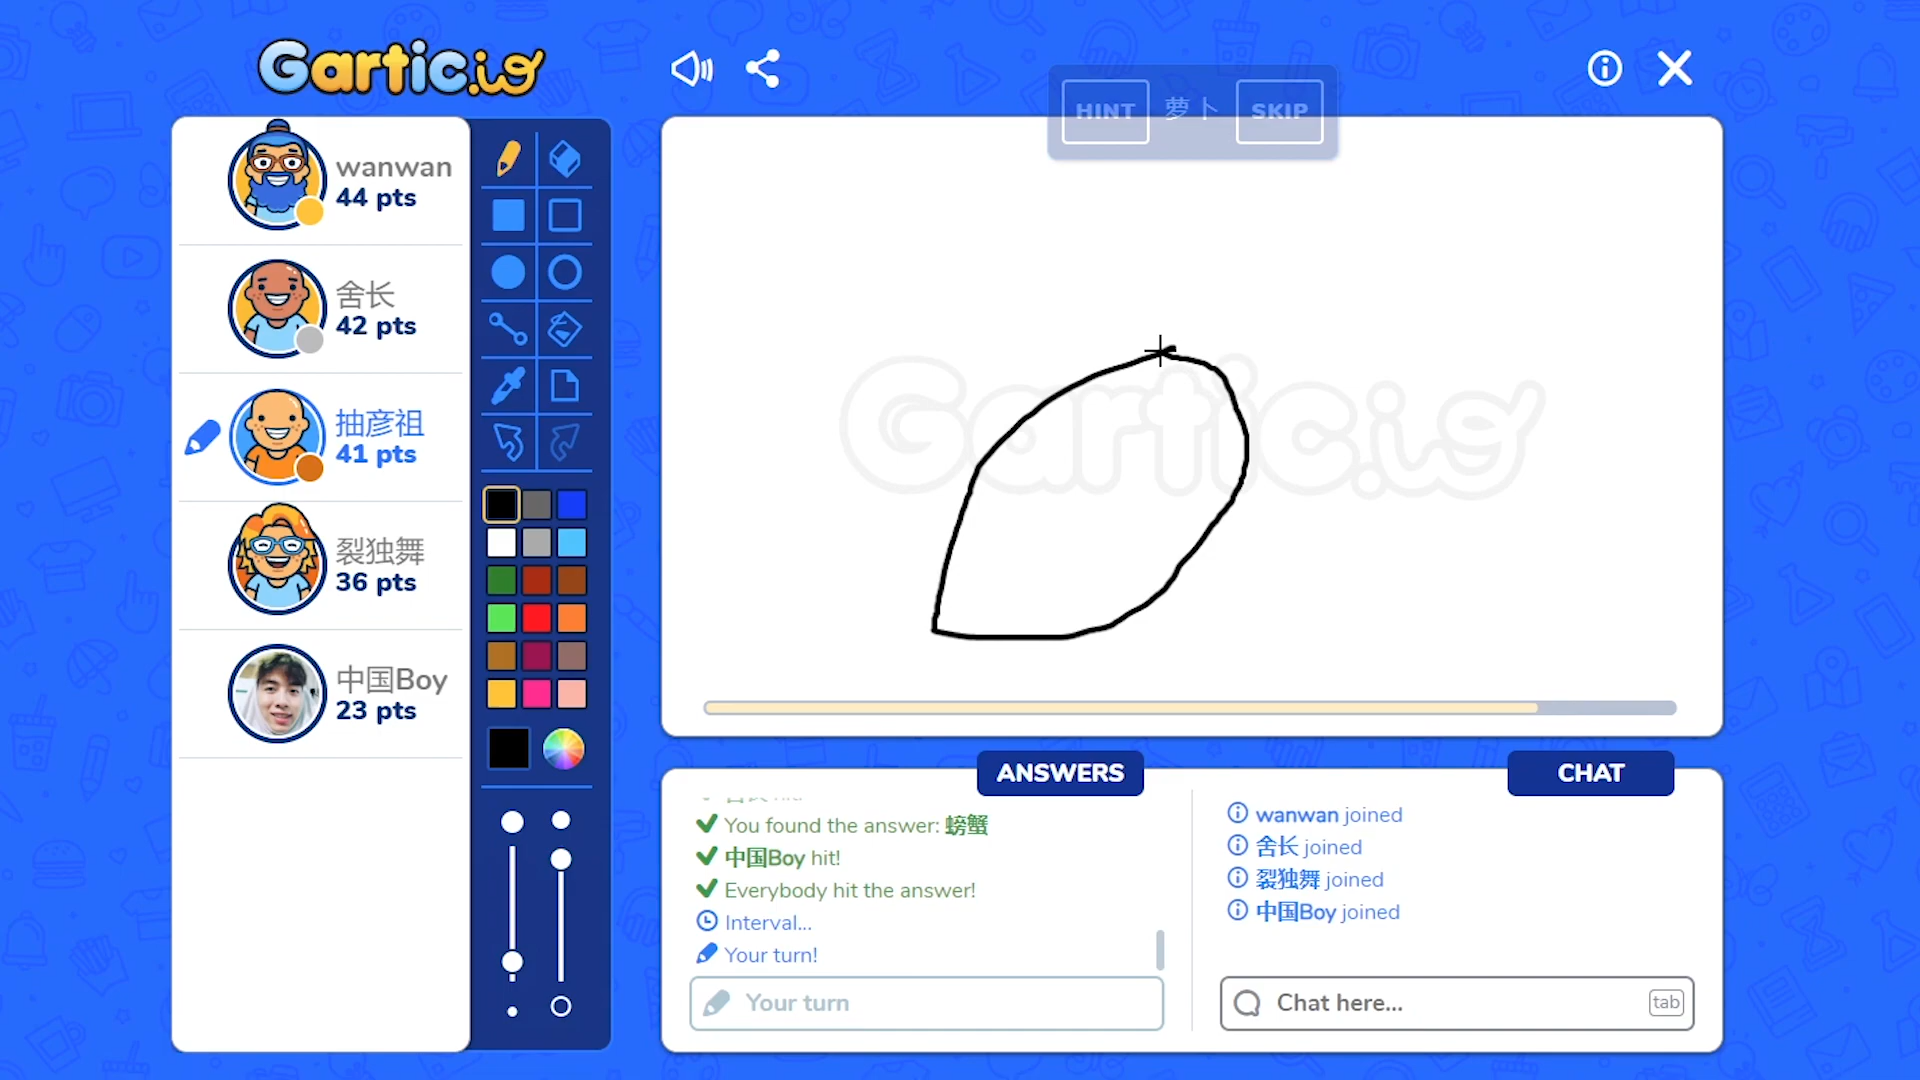 Gartic.io
HINT 萝卜 SKIP
wanwan
44 pts
舍长
42 pts
抽彦祖
41 pts
裂独舞
36 pts
中国Boy
23 pts
Gartic.io
ANSWERS
You found the answer: 螃蟹
中国Boy hit!
Everybody hit the answer!
Interval...
Your turn!
Your turn
CHAT
wanwan joined
舍长 joined
裂独舞 joined
中国Boy joined
Chat here...
tab